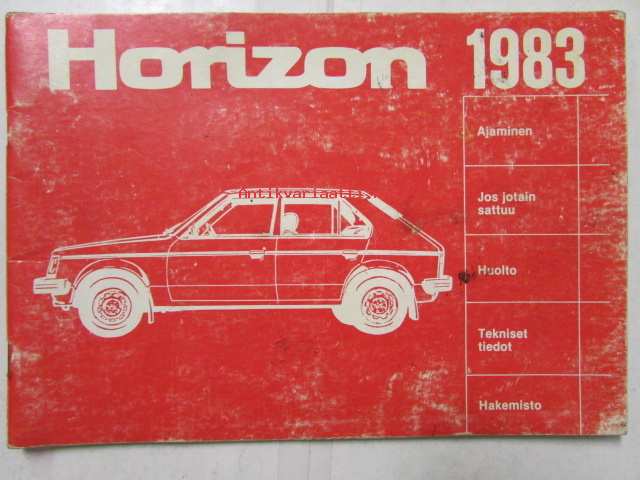 Horizon 1983
Ajaminen
Jos jotain
sattuu
Huolto
Tekniset
tiedot
Hakemisto